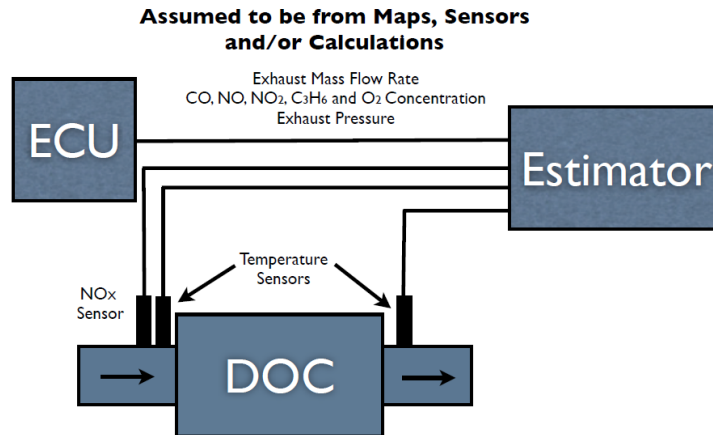 Assumed to be from Maps, Sensors
and/or Calculations
Exhaust Mass Flow Rate
CO, NO, NO₂, C₃H₆ and O₂ Concentration
Exhaust Pressure
ECU
Estimator
Temperature
Sensors
NOx
Sensor
DOC